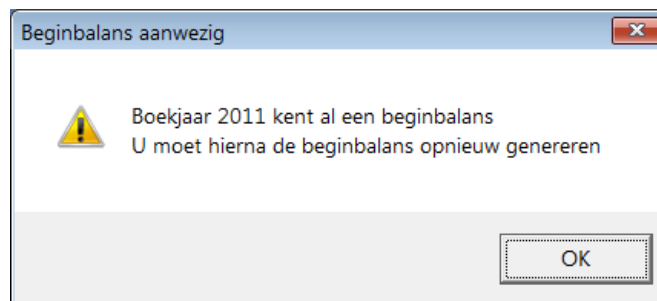 Beginbalans aanwezig
Boekjaar 2011 kent al een beginbalans
U moet hierna de beginbalans opnieuw genereren
OK